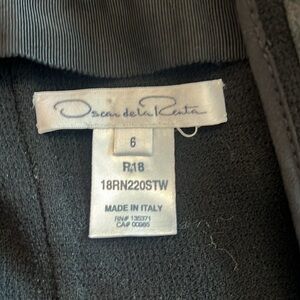 Oscar de la Renta
6
R18
18RN220STW
MADE IN ITALY
RN# 135371
CA# 00985